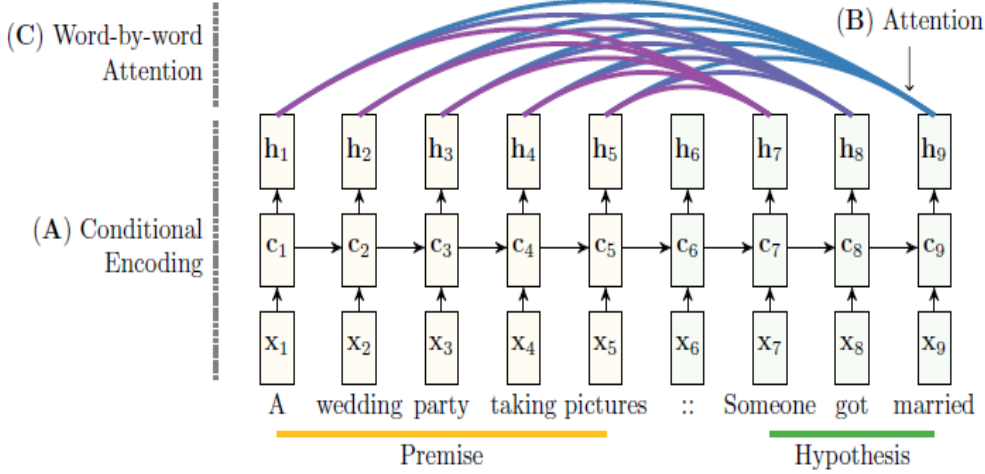 (C) Word-by-word
Attention
(B) Attention
h1 h2 h3 h4 h5 h6 h7 h8 h9
(A) Conditional
Encoding
c1 c2 c3 c4 c5 c6 c7 c8 c9
x1 x2 x3 x4 x5 x6 x7 x8 x9
A wedding party taking pictures :: Someone got married
Premise Hypothesis